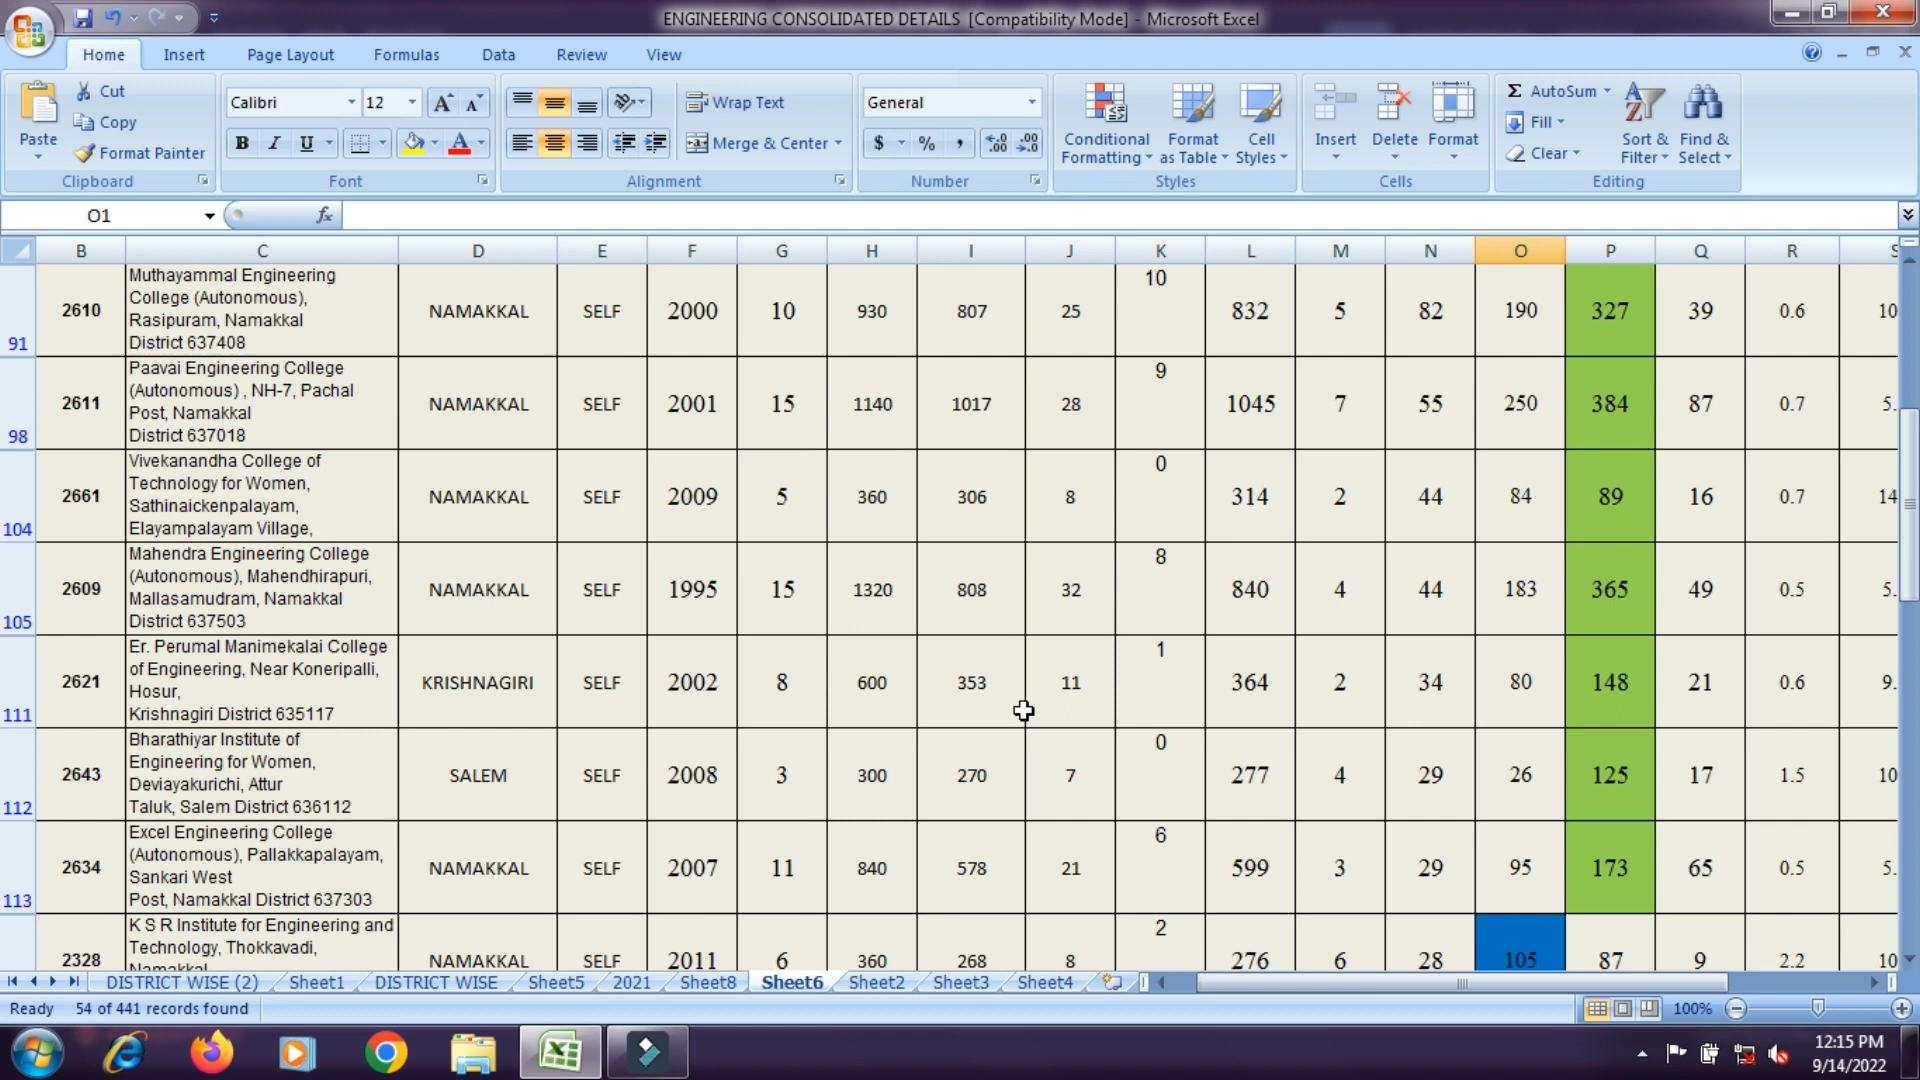 ENGINEERING CONSOLIDATED DETAILS [Compatibility Mode] - Microsoft Excel
Home Insert Page Layout Formulas Data Review View
Paste Cut Copy Format Painter
Calibri 12 A A Wrap Text General
B I U A Merge & Center $ % , .0 .00 .00 .0
Conditional Formatting Format as Table Cell Styles Insert Delete Format
Σ AutoSum Fill Clear Sort & Filter Find & Select
Clipboard Font Alignment Number Styles Cells Editing
O1 fx
B C D E F G H I J K L M N O P Q R S
91 2610 Muthayammal Engineering
College (Autonomous),
Rasipuram, Namakkal
District 637408
NAMAKKAL SELF 2000 10 930 807 25 10 832 5 82 190 327 39 0.6 10
98 2611 Paavai Engineering College
(Autonomous) , NH-7, Pachal
Post, Namakkal
District 637018
NAMAKKAL SELF 2001 15 1140 1017 28 9 1045 7 55 250 384 87 0.7 5.
104 2661 Vivekanandha College of
Technology for Women,
Sathinaickenpalayam,
Elayampalayam Village,
NAMAKKAL SELF 2009 5 360 306 8 0 314 2 44 84 89 16 0.7 14
105 2609 Mahendra Engineering College
(Autonomous), Mahendhirapuri,
Mallasamudram, Namakkal
District 637503
NAMAKKAL SELF 1995 15 1320 808 32 8 840 4 44 183 365 49 0.5 5.
111 2621 Er. Perumal Manimekalai College
of Engineering, Near Koneripalli,
Hosur,
Krishnagiri District 635117
KRISHNAGIRI SELF 2002 8 600 353 11 1 364 2 34 80 148 21 0.6 9.
112 2643 Bharathiyar Institute of
Engineering for Women,
Deviayakurichi, Attur
Taluk, Salem District 636112
SALEM SELF 2008 3 300 270 7 0 277 4 29 26 125 17 1.5 10
113 2634 Excel Engineering College
(Autonomous), Pallakkapalayam,
Sankari West
Post, Namakkal District 637303
NAMAKKAL SELF 2007 11 840 578 21 6 599 3 29 95 173 65 0.5 5.
2328 K S R Institute for Engineering and
Technology, Thokkavadi,
Namakkal
NAMAKKAL SELF 2011 6 360 268 8 2 276 6 28 105 87 9 2.2 10
DISTRICT WISE (2) Sheet1 DISTRICT WISE Sheet5 2021 Sheet8 Sheet6 Sheet2 Sheet3 Sheet4
Ready 54 of 441 records found 100%
12:15 PM
9/14/2022